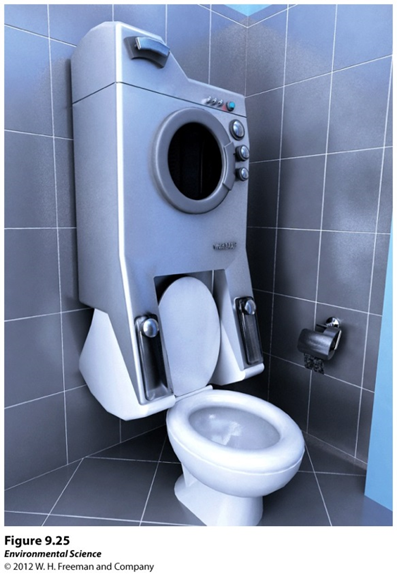 Figure 9.25
Environmental Science
© 2012 W. H. Freeman and Company